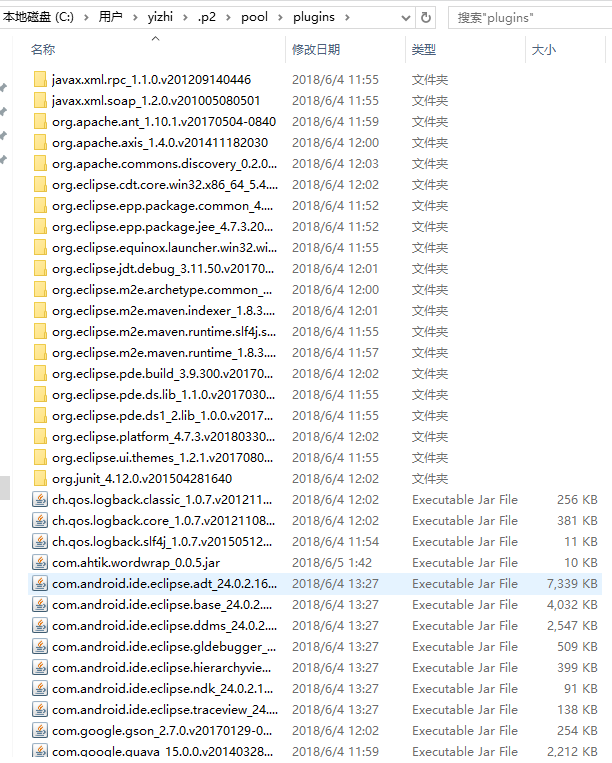 本地磁盘 (C:) › 用户 › yizhi › .p2 › pool › plugins › 搜索"plugins"
名称 修改日期 类型 大小
javax.xml.rpc_1.1.0.v201209140446 2018/6/4 11:55 文件夹
javax.xml.soap_1.2.0.v201005080501 2018/6/4 11:55 文件夹
org.apache.ant_1.10.1.v20170504-0840 2018/6/4 11:59 文件夹
org.apache.axis_1.4.0.v201411182030 2018/6/4 12:00 文件夹
org.apache.commons.discovery_0.2.0... 2018/6/4 12:03 文件夹
org.eclipse.cdt.core.win32.x86_64_5.4.... 2018/6/4 12:02 文件夹
org.eclipse.epp.package.common_4.... 2018/6/4 11:52 文件夹
org.eclipse.epp.package.jee_4.7.3.20... 2018/6/4 11:52 文件夹
org.eclipse.equinox.launcher.win32.wi... 2018/6/4 11:55 文件夹
org.eclipse.jdt.debug_3.11.50.v20170... 2018/6/4 12:01 文件夹
org.eclipse.m2e.archetype.common_... 2018/6/4 12:00 文件夹
org.eclipse.m2e.maven.indexer_1.8.3.... 2018/6/4 12:01 文件夹
org.eclipse.m2e.maven.runtime.slf4j.s... 2018/6/4 11:55 文件夹
org.eclipse.m2e.maven.runtime_1.8.3.... 2018/6/4 11:57 文件夹
org.eclipse.pde.build_3.9.300.v20170... 2018/6/4 12:02 文件夹
org.eclipse.pde.ds.lib_1.1.0.v2017030... 2018/6/4 11:55 文件夹
org.eclipse.pde.ds1_2.lib_1.0.0.v2017... 2018/6/4 11:55 文件夹
org.eclipse.platform_4.7.3.v20180330... 2018/6/4 12:02 文件夹
org.eclipse.ui.themes_1.2.1.v2017080... 2018/6/4 11:55 文件夹
org.junit_4.12.0.v201504281640 2018/6/4 12:02 文件夹
ch.qos.logback.classic_1.0.7.v201211... 2018/6/4 12:02 Executable Jar File 256 KB
ch.qos.logback.core_1.0.7.v20121108... 2018/6/4 12:02 Executable Jar File 381 KB
ch.qos.logback.slf4j_1.0.7.v20150512... 2018/6/4 11:54 Executable Jar File 11 KB
com.ahtik.wordwrap_0.0.5.jar 2018/6/5 1:42 Executable Jar File 10 KB
com.android.ide.eclipse.adt_24.0.2.16... 2018/6/4 13:27 Executable Jar File 7,339 KB
com.android.ide.eclipse.base_24.0.2.... 2018/6/4 13:27 Executable Jar File 4,032 KB
com.android.ide.eclipse.ddms_24.0.2... 2018/6/4 13:27 Executable Jar File 2,547 KB
com.android.ide.eclipse.gldebugger_... 2018/6/4 13:27 Executable Jar File 509 KB
com.android.ide.eclipse.hierarchyvie... 2018/6/4 13:27 Executable Jar File 399 KB
com.android.ide.eclipse.ndk_24.0.2.1... 2018/6/4 13:27 Executable Jar File 91 KB
com.android.ide.eclipse.traceview_24.... 2018/6/4 13:27 Executable Jar File 138 KB
com.google.gson_2.7.0.v20170129-0... 2018/6/4 12:02 Executable Jar File 254 KB
com.google.guava_15.0.0.v20140328... 2018/6/4 11:59 Executable Jar File 2,212 KB